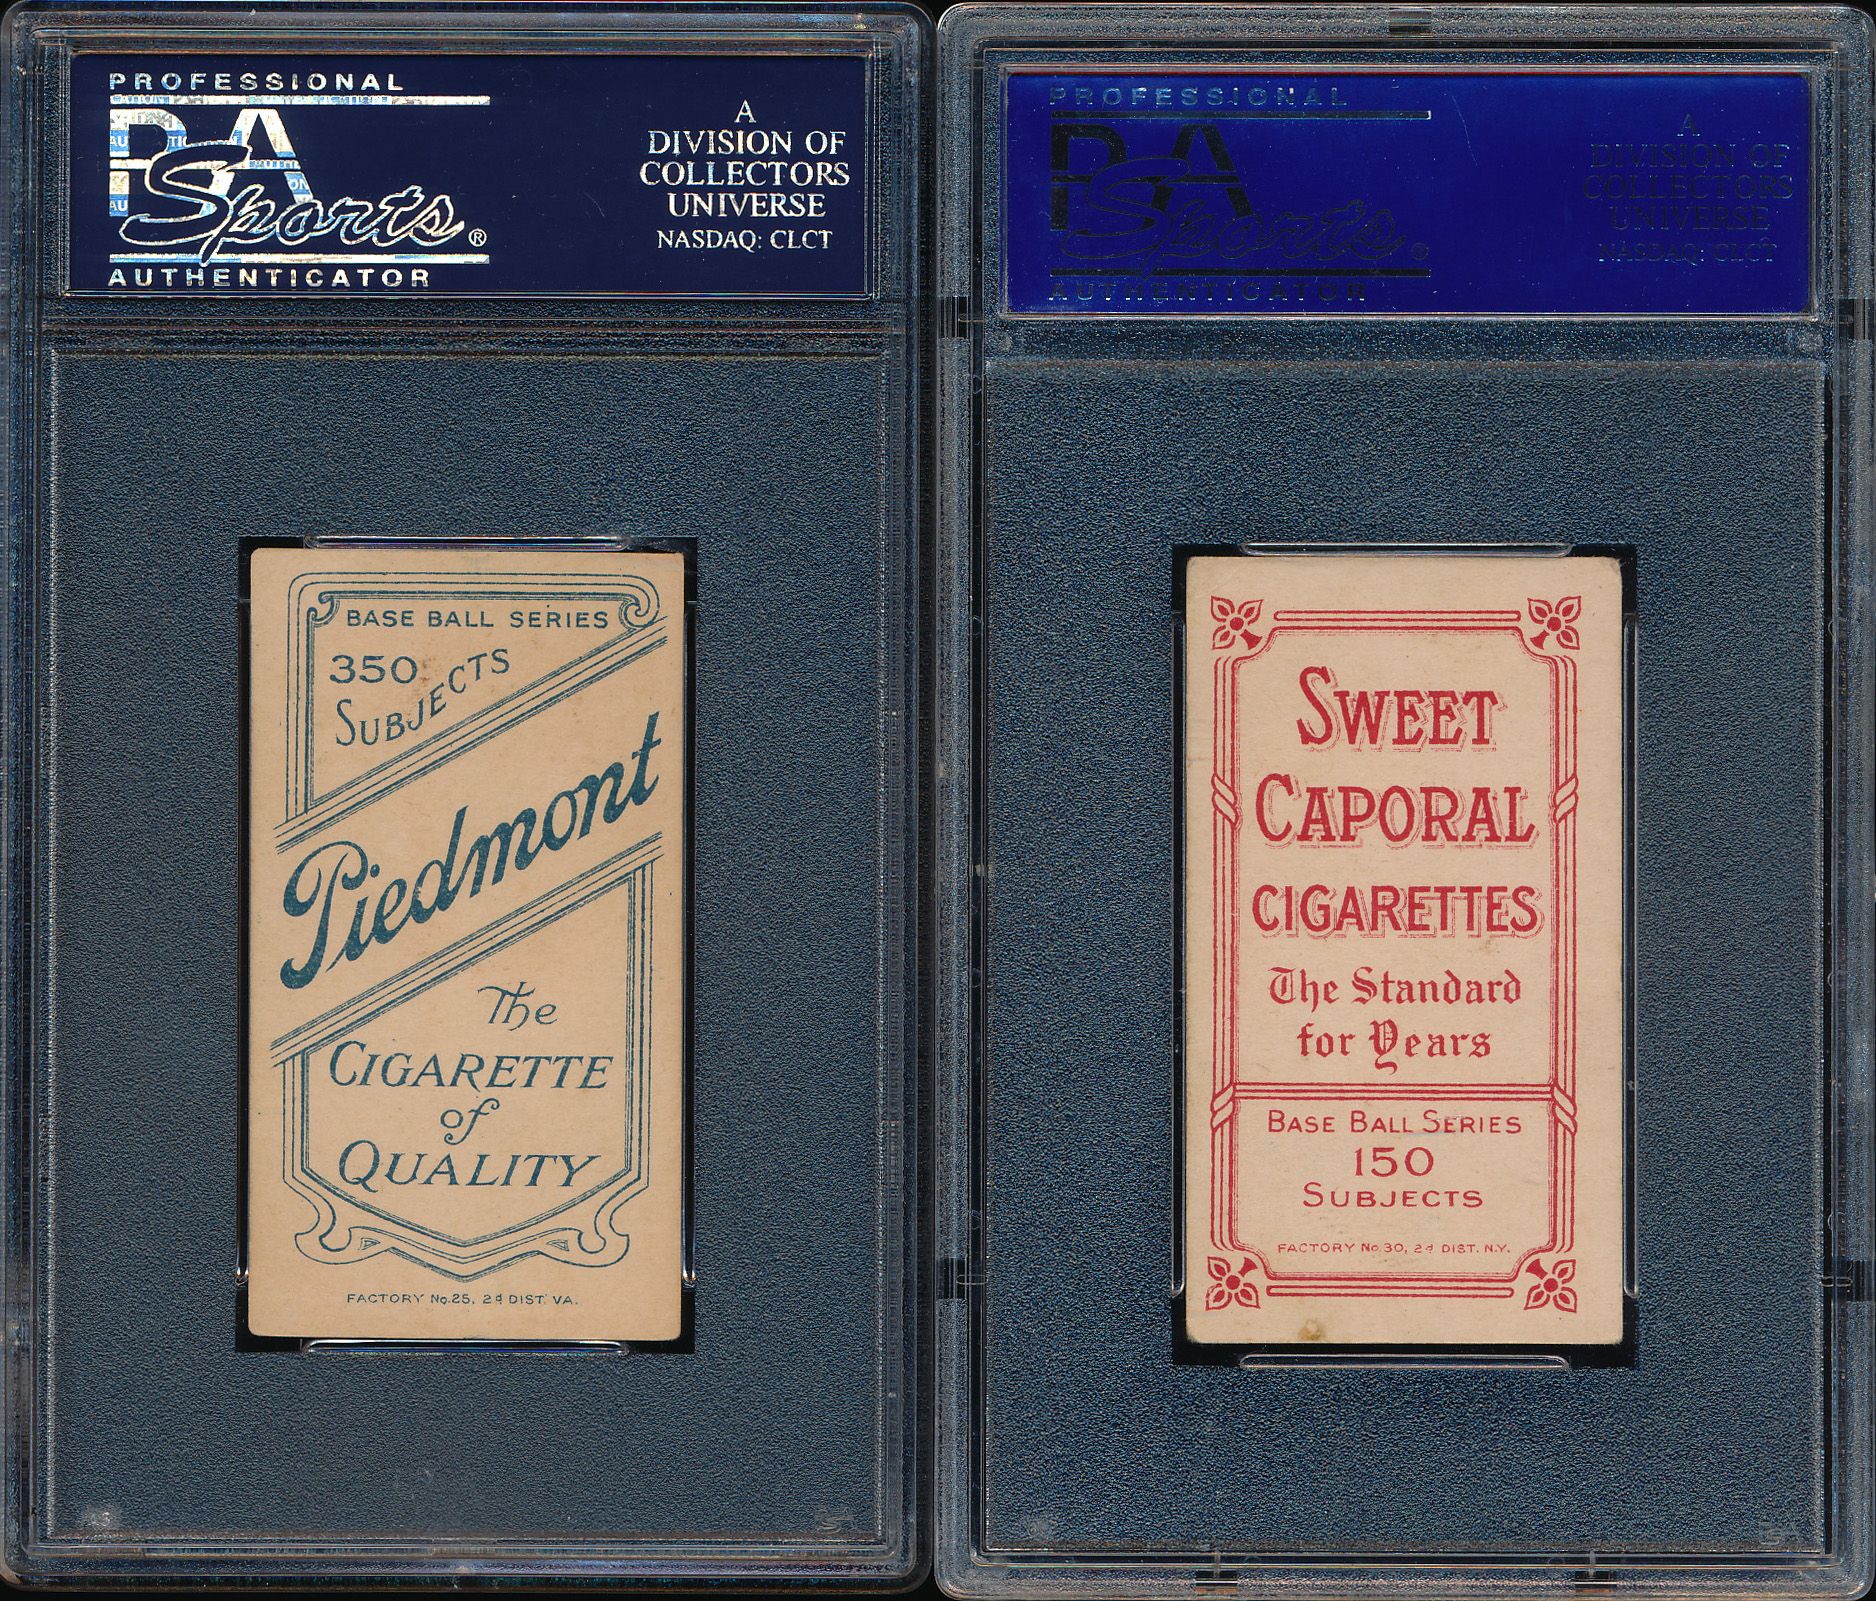 PROFESSIONAL
PSA
Sports®
AUTHENTICATOR
A
DIVISION OF
COLLECTORS
UNIVERSE
NASDAQ: CLCT
BASE BALL SERIES
350
SUBJECTS
Piedmont
The
CIGARETTE
of
QUALITY
FACTORY No. 25, 2d DIST. VA.
PROFESSIONAL
PSA
Sports®
AUTHENTICATOR
A
DIVISION OF
COLLECTORS
UNIVERSE
NASDAQ: CLCT
SWEET
CAPORAL
CIGARETTES
The Standard
for Years
BASE BALL SERIES
150
SUBJECTS
FACTORY No. 30, 2d DIST. N.Y.